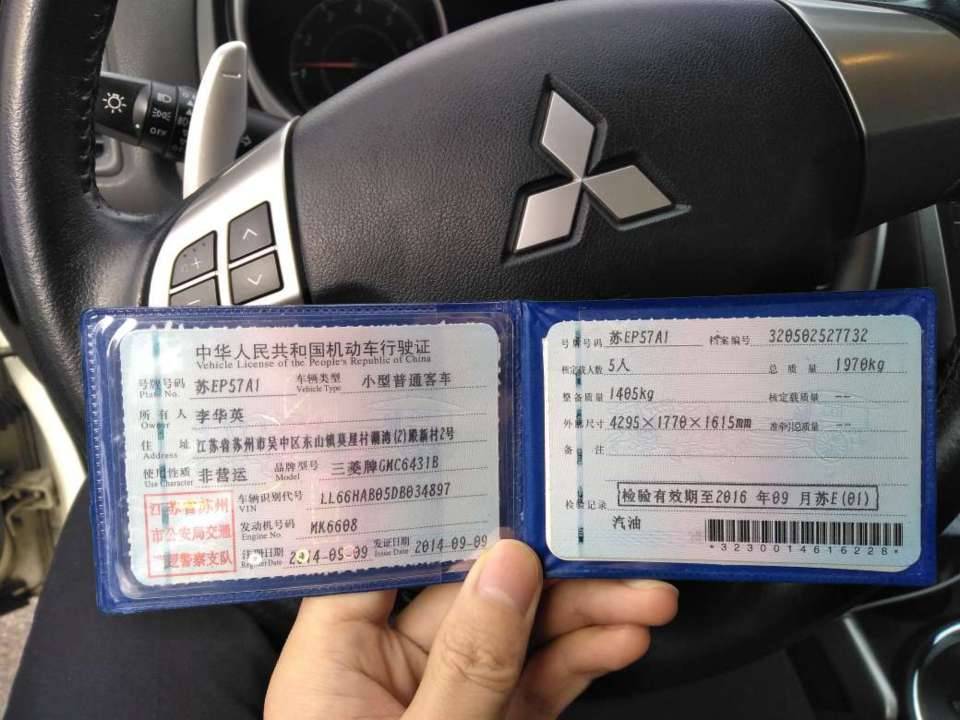 OFF
中华人民共和国机动车行驶证
Vehicle License of the People's Republic of China
号牌号码 苏EP57A1 车辆类型 小型普通客车
Plate No. Vehicle Type
所有人 李华英
Owner
住址 江苏省苏州市吴中区东山镇莫厘村澜湾(2)殿新村2号
Address
使用性质 非营运 品牌型号 三菱牌GMC6431B
Use Character Model
江苏省苏州
市公安局交通
巡警察支队
车辆识别代号 LL66HAB05DB034897
VIN
发动机号码 MK6608
Engine No.
注册日期 2014-09-09 发证日期 2014-09-09
Register Date Issue Date
号牌号码 苏EP57A1 档案编号 320502527732
核定载人数 5人 总质量 1970kg
整备质量 1405kg 核定载质量 --
外廓尺寸 4295×1770×1615mm 准牵引总质量 --
备注
检验记录 检验有效期至2016年09月苏E(01)
汽油
*3230014616228*